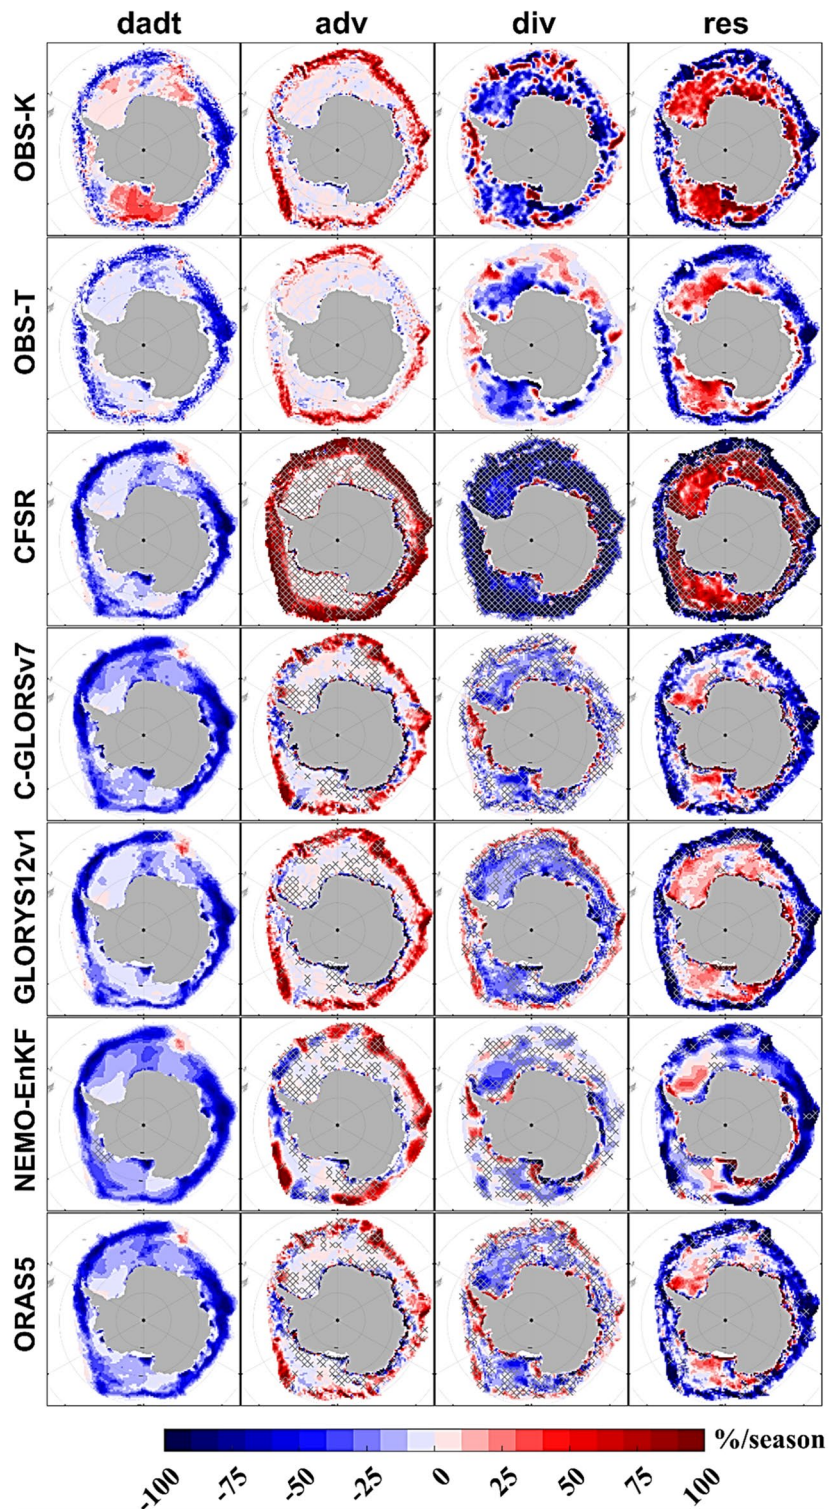 dadt adv div res
OBS-K
OBS-T
CFSR
C-GLORSv7
GLORYS12v1
NEMO-EnKF
ORAS5
%/season
-100 -75 -50 -25 0 25 50 75 100